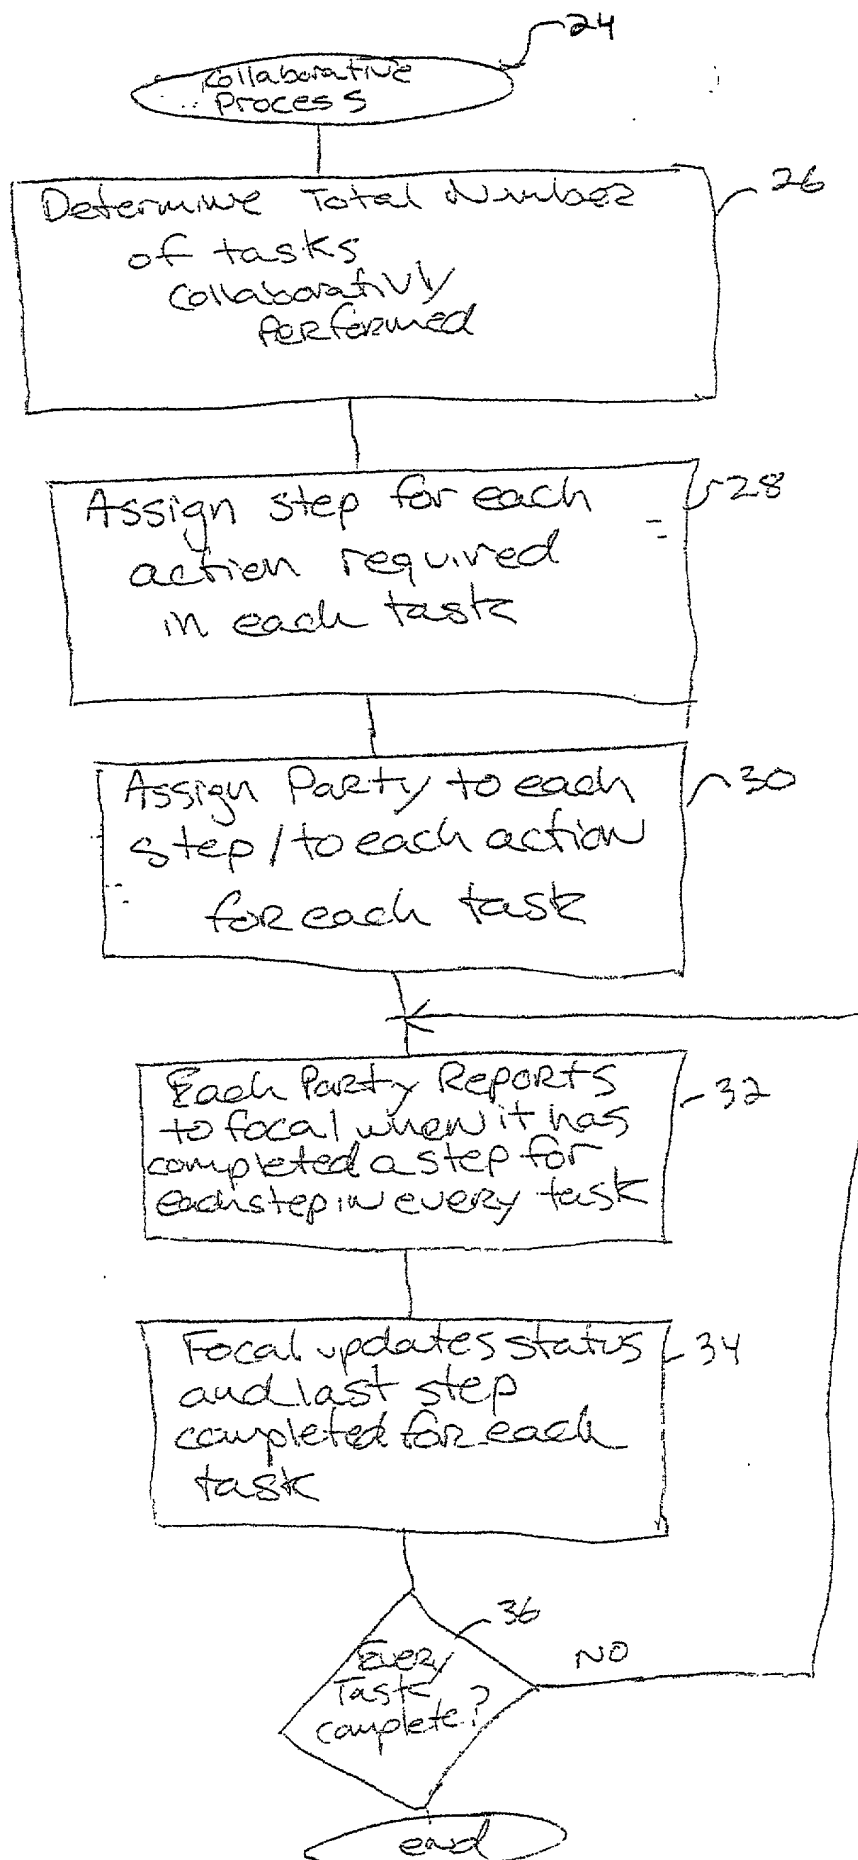 24
Collaborative
Process
26
Determine Total Number
of tasks
Collaborativly
Performed
28
Assign step for each
action required
in each task
30
Assign Party to each
step / to each action
for each task
32
Each Party Reports
to focal when it has
completed a step for
each step in every task
34
Focal updates status
and last step
completed for each
task
36
Every
Task
complete?
NO
end